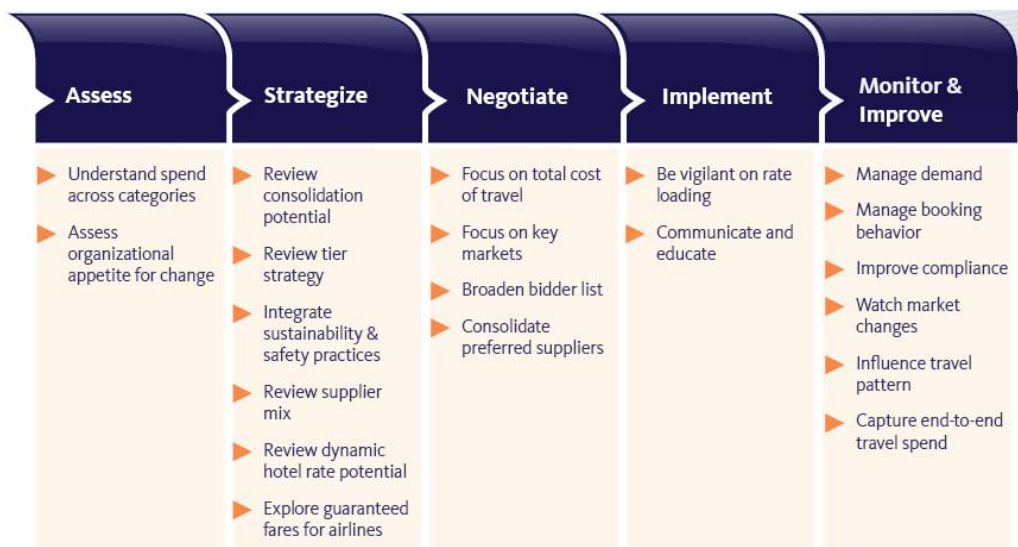 Assess
Understand spend
across categories
Assess
organizational
appetite for change
Strategize
Review
consolidation
potential
Review tier
strategy
Integrate
sustainability &
safety practices
Review supplier
mix
Review dynamic
hotel rate potential
Explore guaranteed
fares for airlines
Negotiate
Focus on total cost
of travel
Focus on key
markets
Broaden bidder list
Consolidate
preferred suppliers
Implement
Be vigilant on rate
loading
Communicate and
educate
Monitor &
Improve
Manage demand
Manage booking
behavior
Improve compliance
Watch market
changes
Influence travel
pattern
Capture end-to-end
travel spend